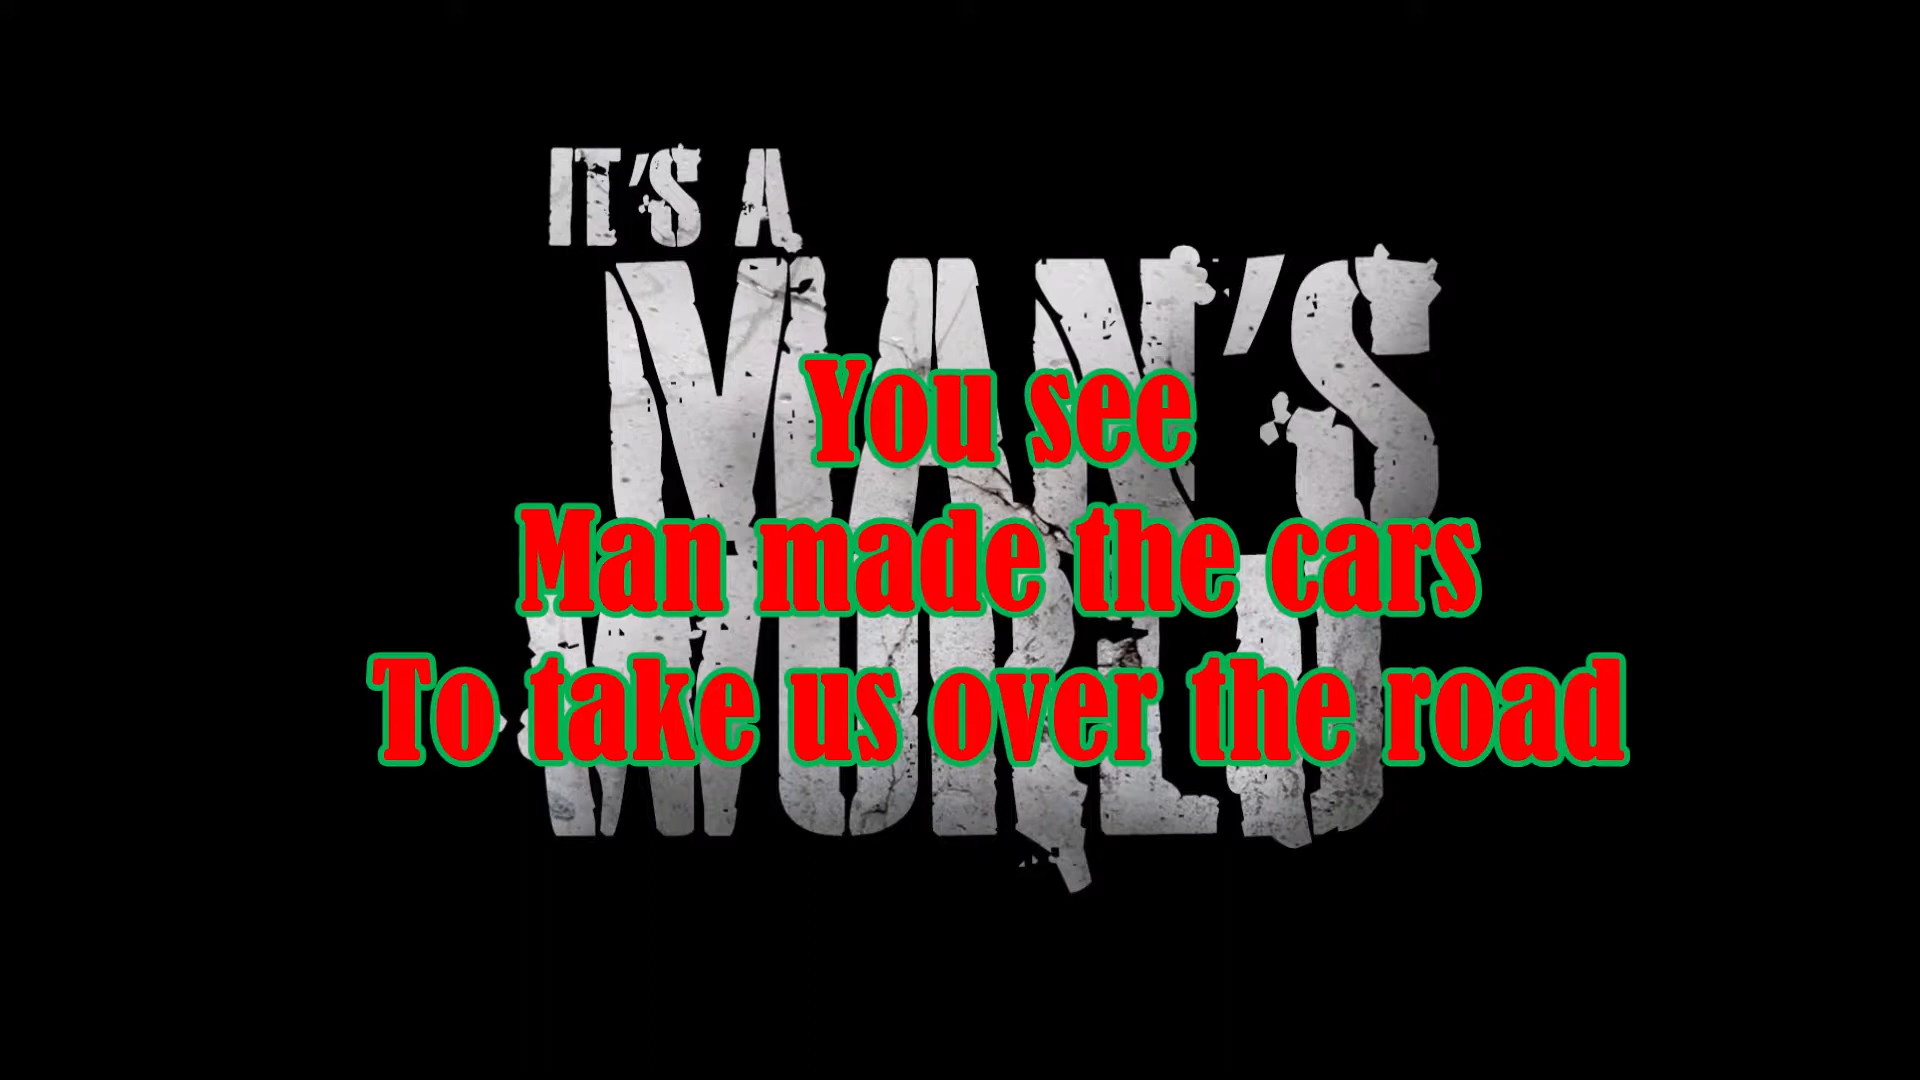 IT'S A
MAN'S
WORLD
You see
Man made the cars
To take us over the road